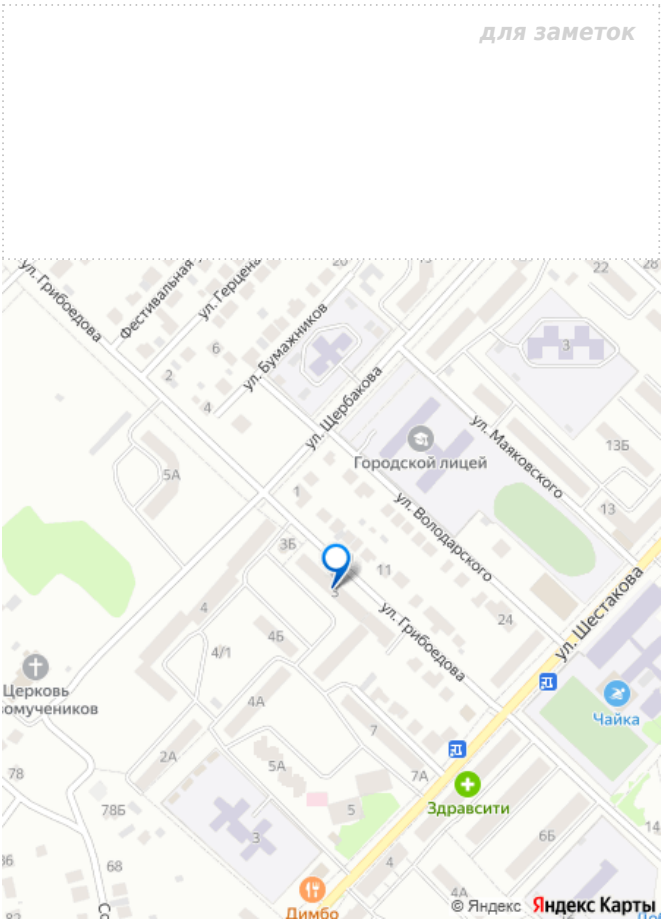 для заметок
ул. Грибоедова
Фестивальная
ул. Герцена
22
28
6
ул. Бумажников
2
3
4
ул. Щербакова
ул. Маяковского
13Б
Городской лицей
5А
1
13
ул. Володарского
3Б
11
3
4
ул. Грибоедова
24
ул. Шестакова
4Б
4/1
Церковь
Чайка
4А
7
2А
5А
7А
78
Здравсити
78Б
5
6Б
14
3
68
4
4А
Димбо
© Яндекс Яндекс Карты